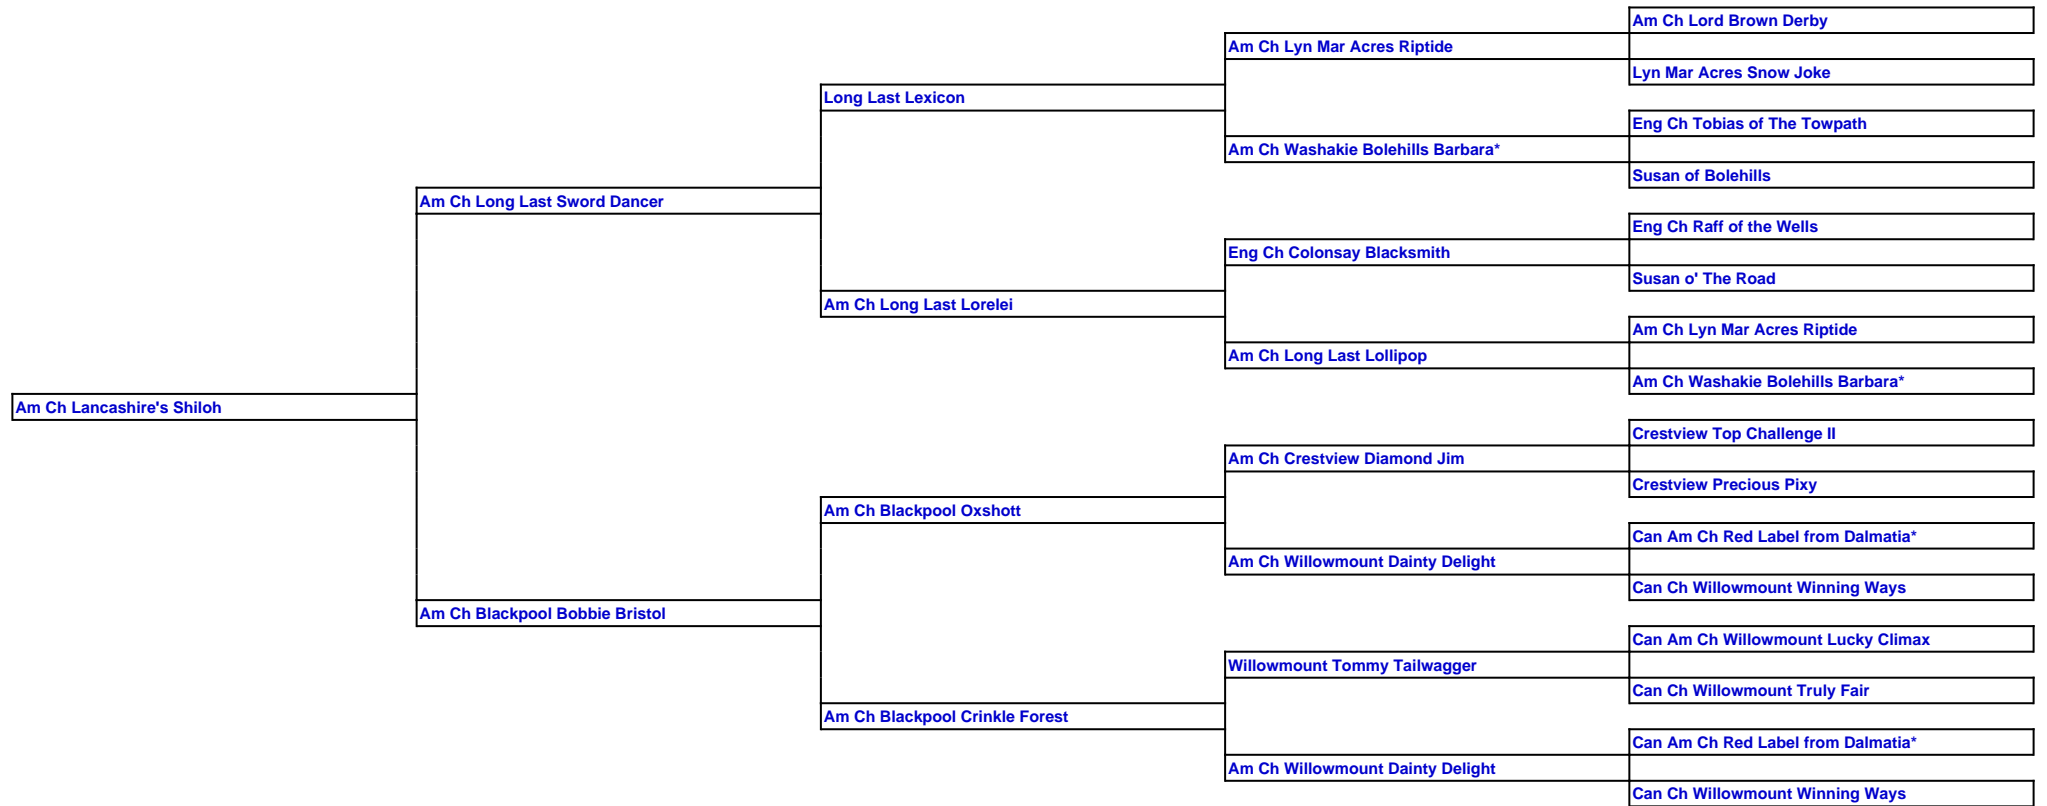 Am Ch Lord Brown Derby
Am Ch Lyn Mar Acres Riptide
Lyn Mar Acres Snow Joke
Long Last Lexicon
Eng Ch Tobias of The Towpath
Am Ch Washakie Bolehills Barbara*
Susan of Bolehills
Am Ch Long Last Sword Dancer
Eng Ch Raff of the Wells
Eng Ch Colonsay Blacksmith
Susan o' The Road
Am Ch Long Last Lorelei
Am Ch Lyn Mar Acres Riptide
Am Ch Long Last Lollipop
Am Ch Washakie Bolehills Barbara*
Am Ch Lancashire's Shiloh
Crestview Top Challenge II
Am Ch Crestview Diamond Jim
Crestview Precious Pixy
Am Ch Blackpool Oxshott
Can Am Ch Red Label from Dalmatia*
Am Ch Willowmount Dainty Delight
Can Ch Willowmount Winning Ways
Am Ch Blackpool Bobbie Bristol
Can Am Ch Willowmount Lucky Climax
Willowmount Tommy Tailwagger
Can Ch Willowmount Truly Fair
Am Ch Blackpool Crinkle Forest
Can Am Ch Red Label from Dalmatia*
Am Ch Willowmount Dainty Delight
Can Ch Willowmount Winning Ways